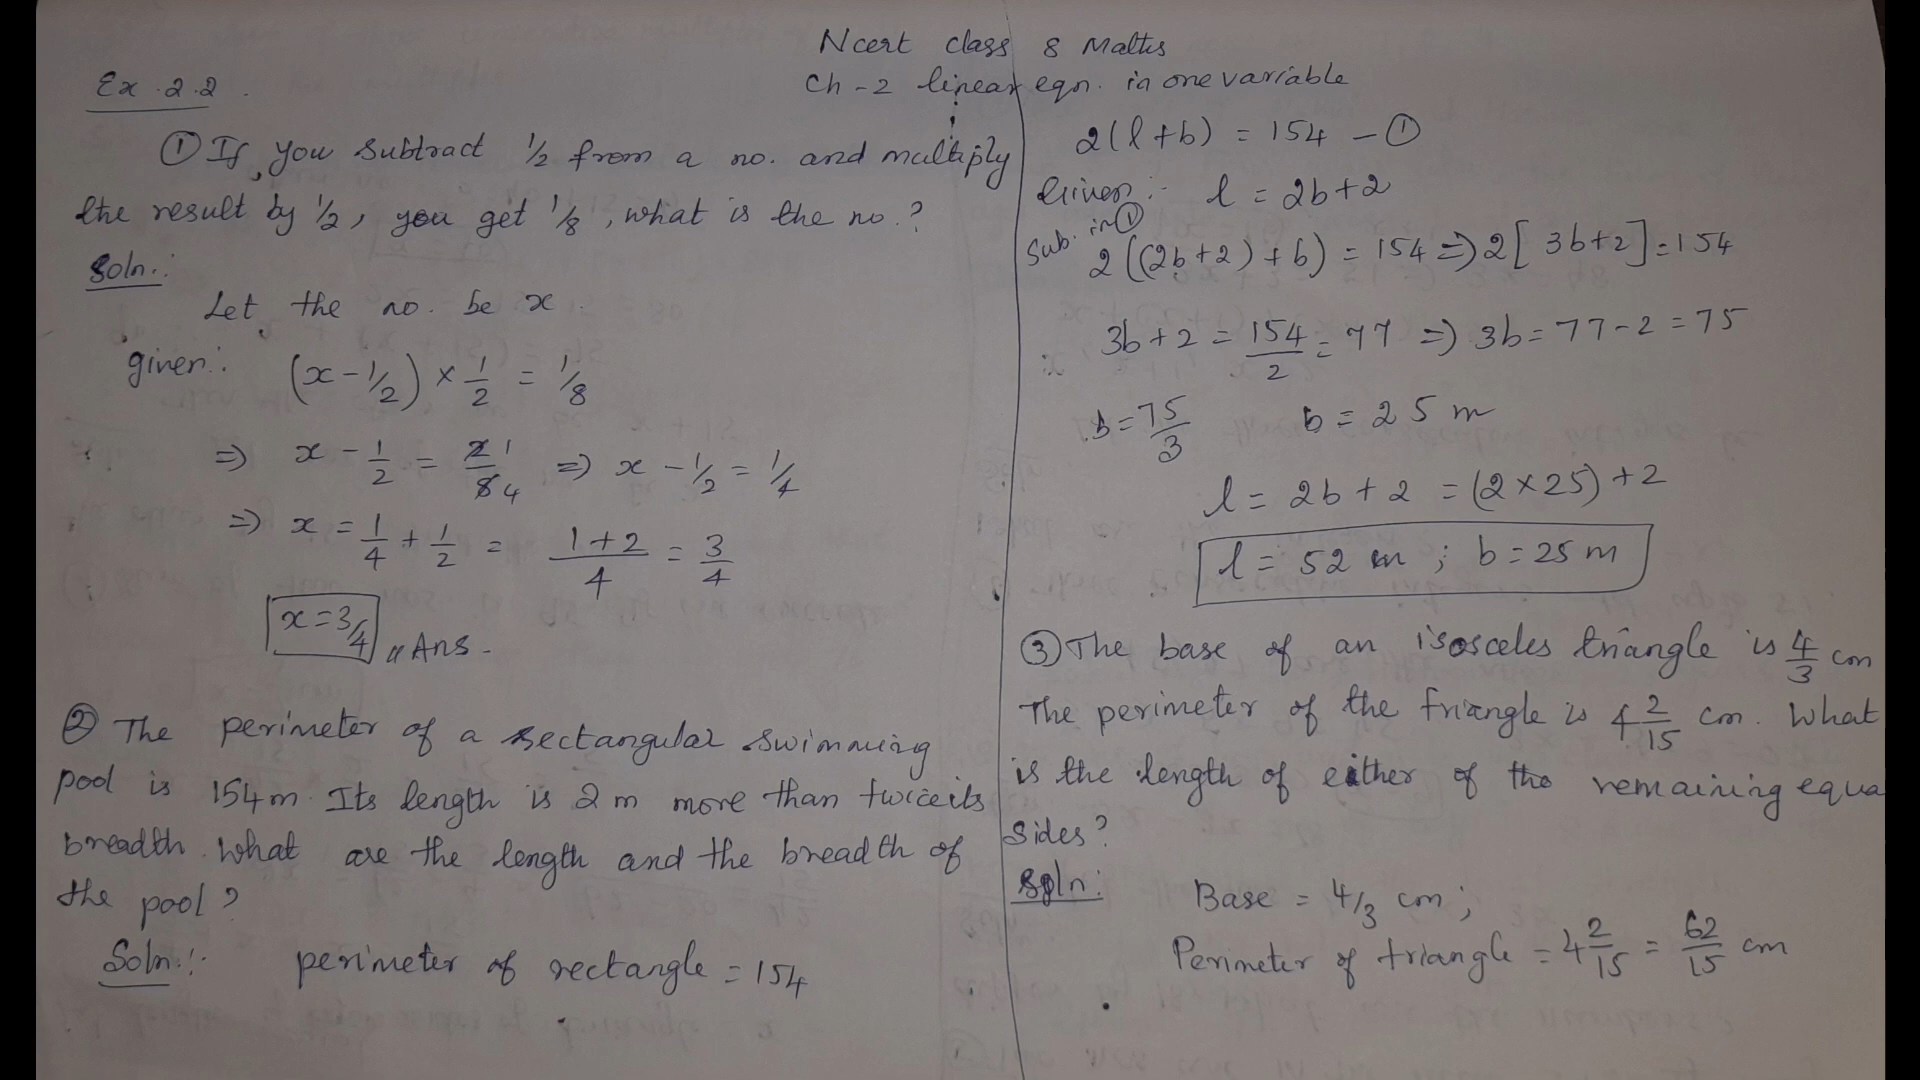 Ncert class 8 Maths
Ch-2 linear eqn. in one variable
Ex. 2.2.
① If you subtract 1/2 from a no. and multiply
the result by 1/2, you get 1/8, what is the no.?
Soln.:
Let the no. be x.
given: (x - 1/2) × 1/2 = 1/8
⇒ x - 1/2 = 2 1/8 4 ⇒ x - 1/2 = 1/4
⇒ x = 1/4 + 1/2 = (1+2)/4 = 3/4
x = 3/4 // Ans.
② The perimeter of a rectangular swimming
pool is 154m. Its length is 2 m more than twice its
breadth. What are the length and the breadth of
the pool?
Soln.: perimeter of rectangle = 154
2(l+b) = 154 - ①
Given: l = 2b+2
Sub. in ①
2((2b+2)+b) = 154 ⇒ 2[3b+2] = 154
3b+2 = 154/2 = 77 ⇒ 3b = 77-2 = 75
b = 75/3 b = 25 m
l = 2b+2 = (2×25)+2
l = 52 m ; b = 25 m
③ The base of an isosceles triangle is 4/3 cm
The perimeter of the triangle is 4 2/15 cm. What
is the length of either of the remaining equa
sides?
Soln: Base = 4/3 cm;
Perimeter of triangle = 4 2/15 = 62/15 cm